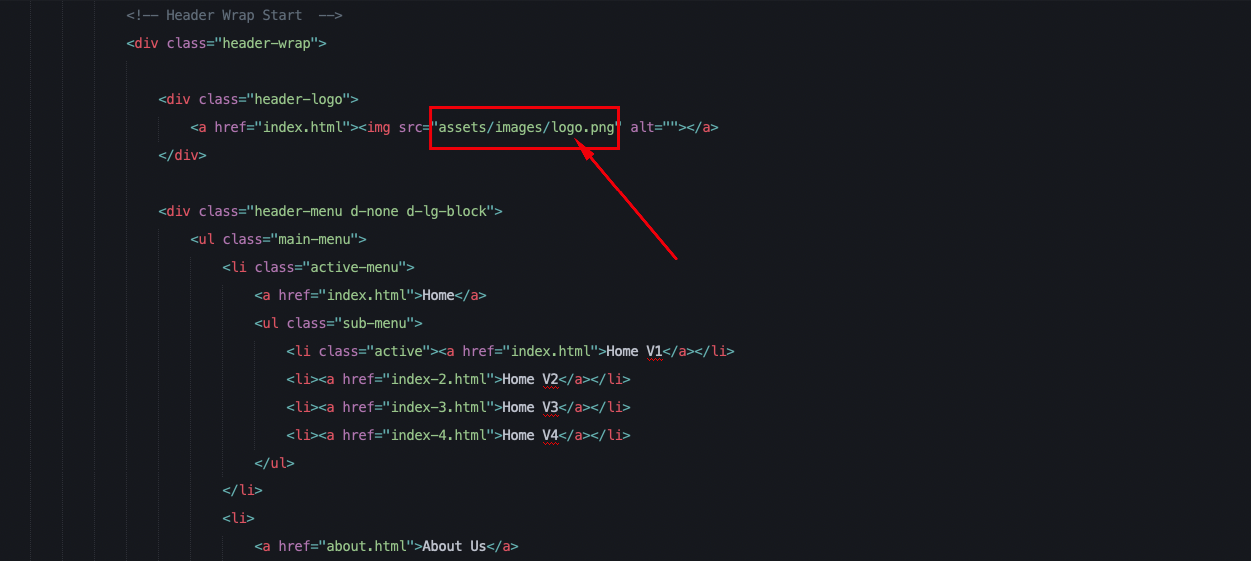 <!-- Header Wrap Start  -->
<div class="header-wrap">
<div class="header-logo">
<a href="index.html"><img src="assets/images/logo.png" alt=""></a>
</div>
<div class="header-menu d-none d-lg-block">
<ul class="main-menu">
<li class="active-menu">
<a href="index.html">Home</a>
<ul class="sub-menu">
<li class="active"><a href="index.html">Home V1</a></li>
<li><a href="index-2.html">Home V2</a></li>
<li><a href="index-3.html">Home V3</a></li>
<li><a href="index-4.html">Home V4</a></li>
</ul>
</li>
<li>
<a href="about.html">About Us</a>